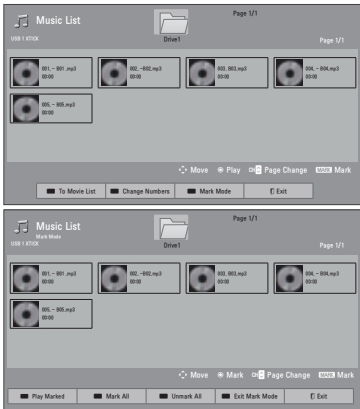 Page 1/1
Music List
USB 1 XTICK
Drive1
Page 1/1
001. - B01 .mp3
00:00
002. -B02.mp3
00:00
003. B03.mp3
00:00
004. - B04.mp3
00:00
005. - B05.mp3
00:00
Move
Play
CH
Page Change
MARK
Mark
To Movie List
Change Numbers
Mark Mode
Exit
Page 1/1
Music List
Mark Mode
USB 1 XTICK
Drive1
Page 1/1
001. - B01 .mp3
00:00
002. -B02.mp3
00:00
003. B03.mp3
00:00
004. - B04.mp3
00:00
005. - B05.mp3
00:00
Move
Mark
CH
Page Change
MARK
Mark
Play Marked
Mark All
Unmark All
Exit Mark Mode
Exit